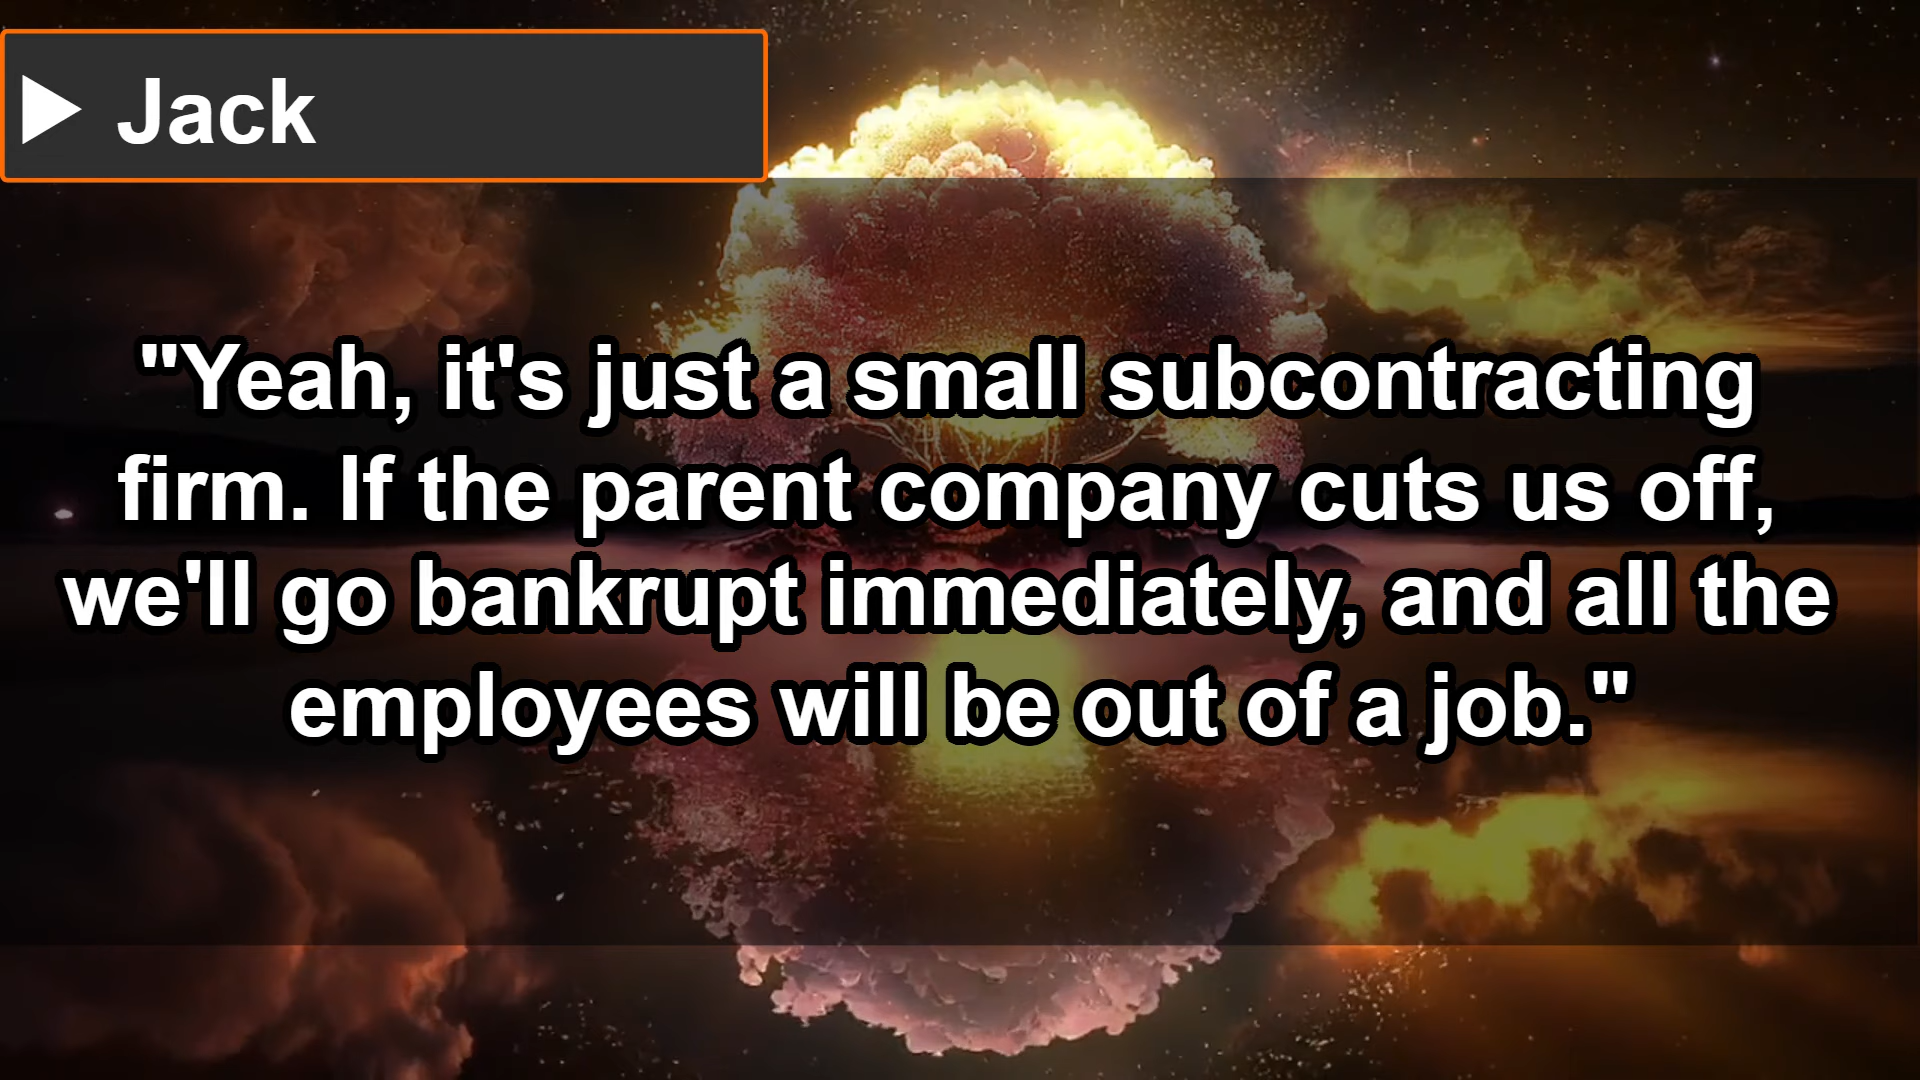 Jack
"Yeah, it's just a small subcontracting
firm. If the parent company cuts us off,
we'll go bankrupt immediately, and all the
employees will be out of a job."